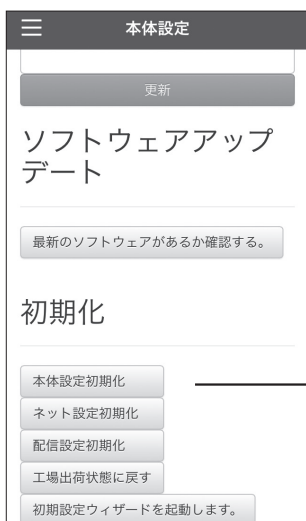 本体設定
更新
ソフトウェアアップ
デート
最新のソフトウェアがあるか確認する。
初期化
本体設定初期化
ネット設定初期化
配信設定初期化
工場出荷状態に戻す
初期設定ウィザードを起動します。